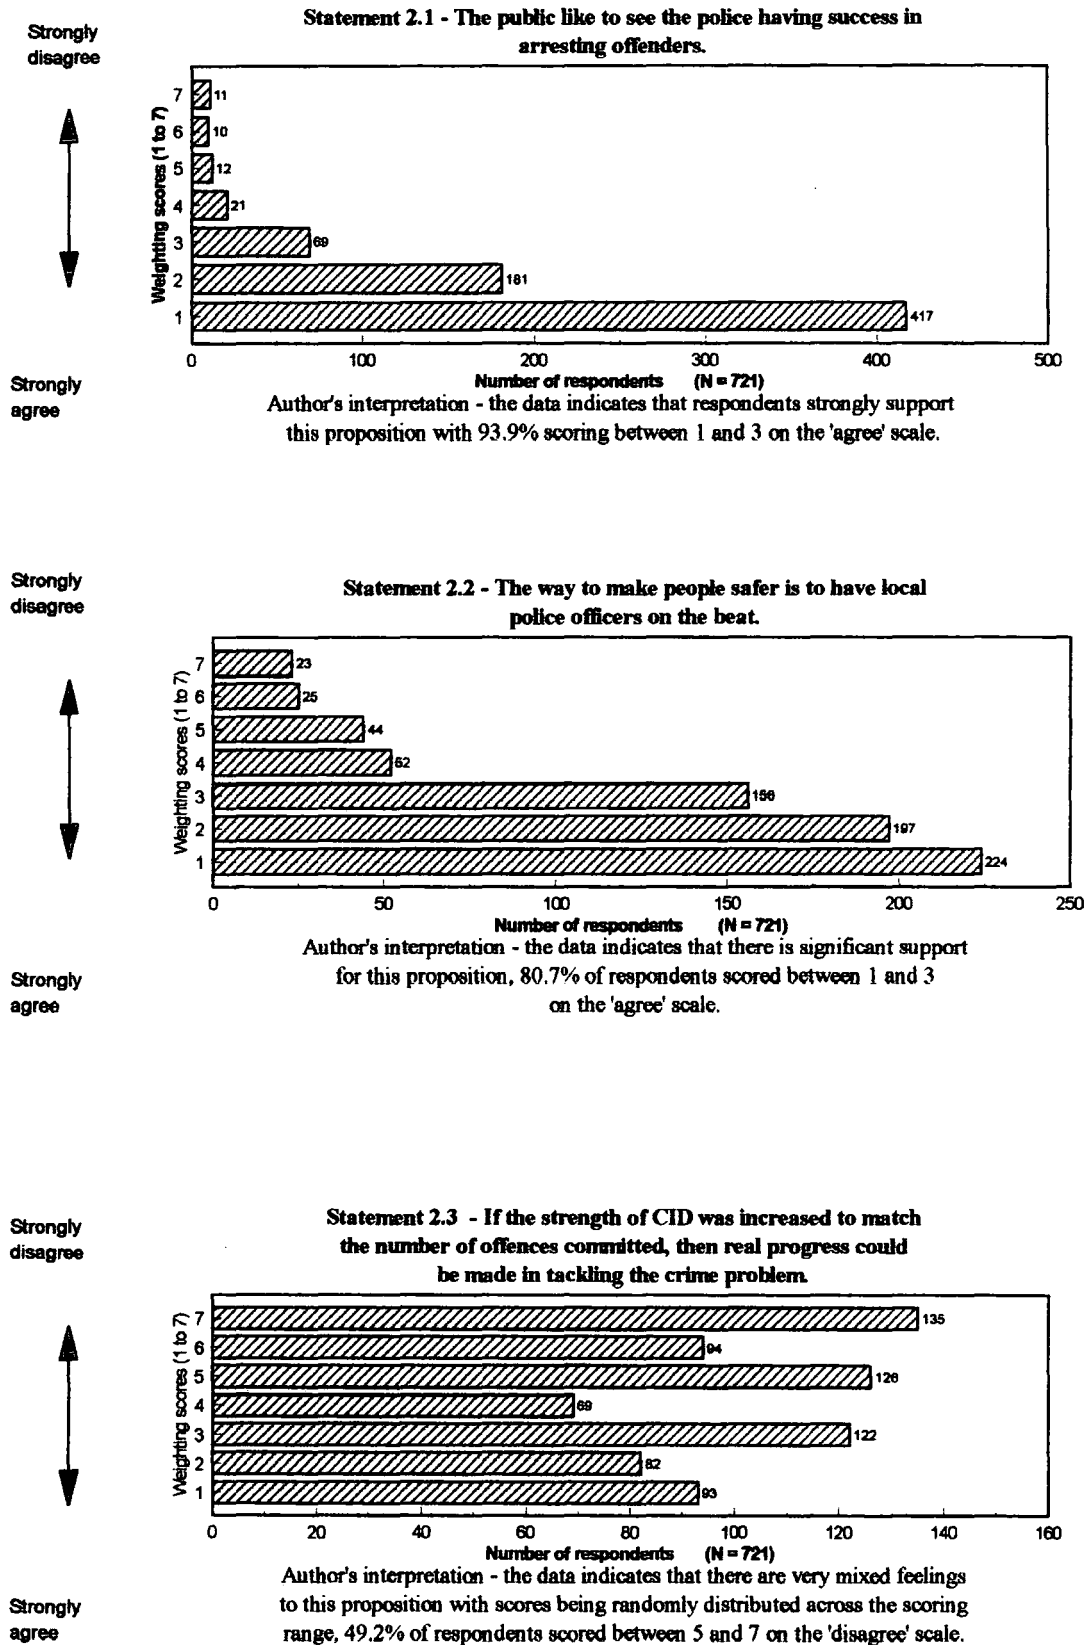 Strongly
disagree
Statement 2.1 - The public like to see the police having success in
arresting offenders.
Weighting scores (1 to 7)
7 11
6 10
5 12
4 21
3 69
2 181
1 417
0 100 200 300 400 500
Number of respondents (N = 721)
Strongly
agree
Author's interpretation - the data indicates that respondents strongly support
this proposition with 93.9% scoring between 1 and 3 on the 'agree' scale.
Strongly
disagree
Statement 2.2 - The way to make people safer is to have local
police officers on the beat.
Weighting scores (1 to 7)
7 23
6 25
5 44
4 52
3 156
2 197
1 224
0 50 100 150 200 250
Number of respondents (N = 721)
Strongly
agree
Author's interpretation - the data indicates that there is significant support
for this proposition, 80.7% of respondents scored between 1 and 3
on the 'agree' scale.
Strongly
disagree
Statement 2.3 - If the strength of CID was increased to match
the number of offences committed, then real progress could
be made in tackling the crime problem.
Weighting scores (1 to 7)
7 135
6 94
5 126
4 69
3 122
2 82
1 93
0 20 40 60 80 100 120 140 160
Number of respondents (N = 721)
Strongly
agree
Author's interpretation - the data indicates that there are very mixed feelings
to this proposition with scores being randomly distributed across the scoring
range, 49.2% of respondents scored between 5 and 7 on the 'disagree' scale.